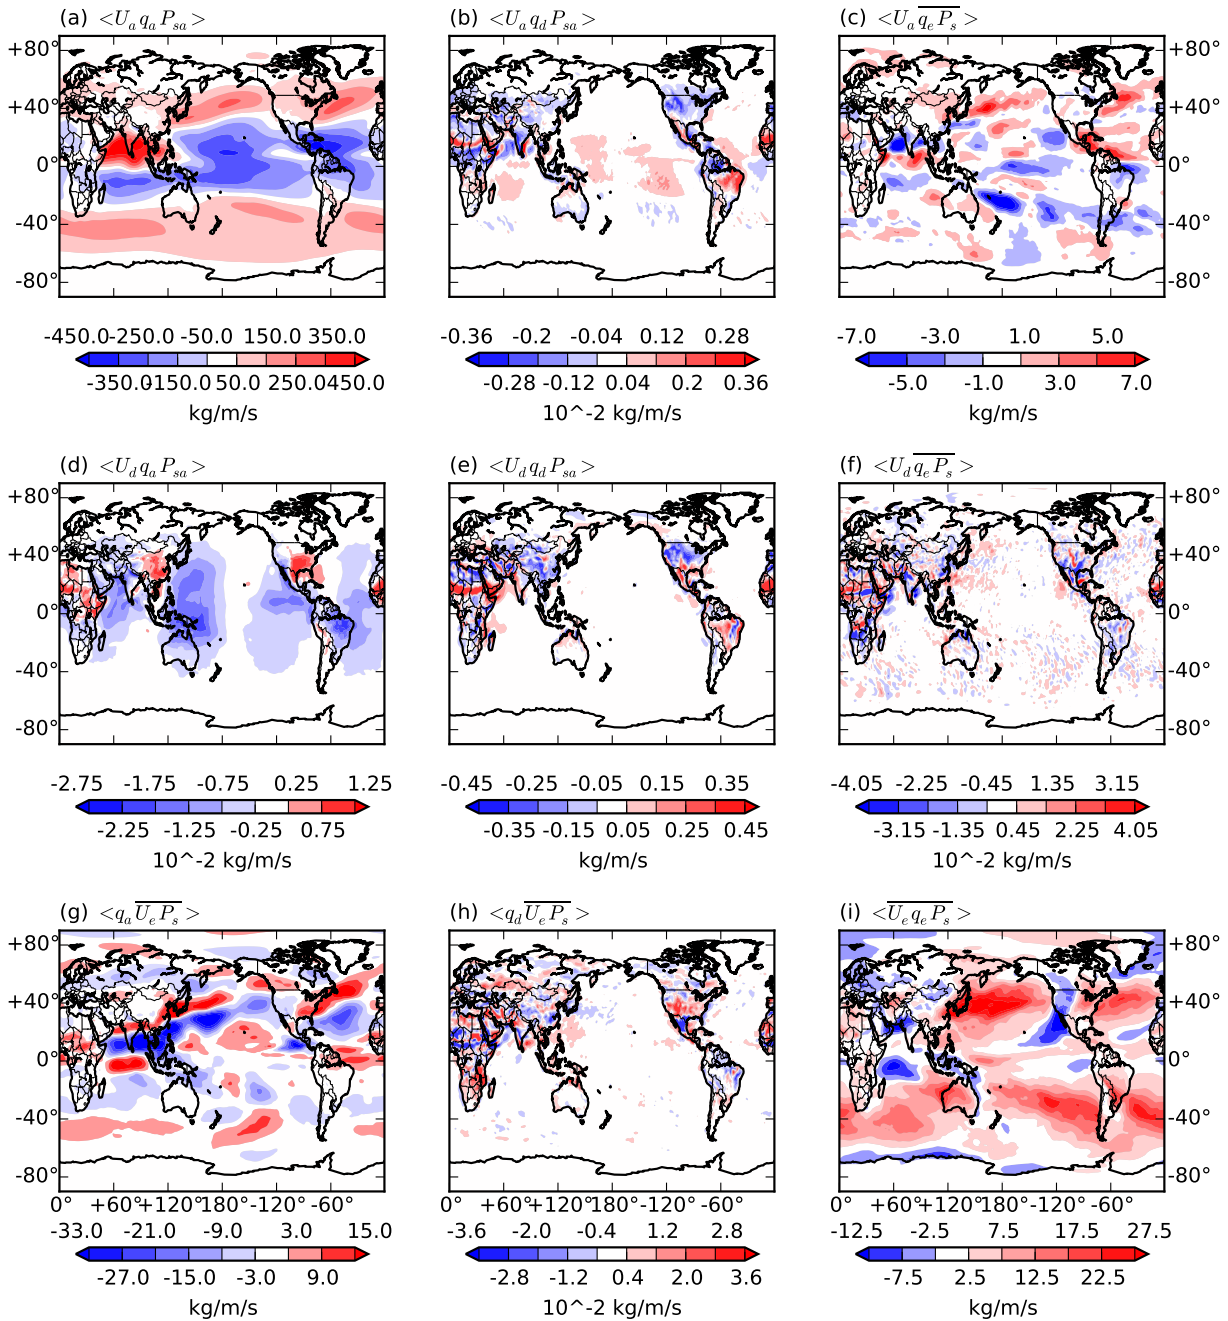 (a) <U_a q_a P_{sa}>
(b) <U_a q_d P_{sa}>
(c) <U_a \overline{q_e P_s}>
+80°
+40°
0°
-40°
-80°
+80°
+40°
0°
-40°
-80°
-450.0 -250.0 -50.0 150.0 350.0
-350.0 -150.0 50.0 250.0 450.0
kg/m/s
-0.36 -0.2 -0.04 0.12 0.28
-0.28 -0.12 0.04 0.2 0.36
10^-2 kg/m/s
-7.0 -3.0 1.0 5.0
-5.0 -1.0 3.0 7.0
kg/m/s
(d) <U_d q_a P_{sa}>
(e) <U_d q_d P_{sa}>
(f) <U_d \overline{q_e P_s}>
+80°
+40°
0°
-40°
-80°
+80°
+40°
0°
-40°
-80°
-2.75 -1.75 -0.75 0.25 1.25
-2.25 -1.25 -0.25 0.75
10^-2 kg/m/s
-0.45 -0.25 -0.05 0.15 0.35
-0.35 -0.15 0.05 0.25 0.45
kg/m/s
-4.05 -2.25 -0.45 1.35 3.15
-3.15 -1.35 0.45 2.25 4.05
10^-2 kg/m/s
(g) <q_a \overline{U_e P_s}>
(h) <q_d \overline{U_e P_s}>
(i) <\overline{U_e q_e P_s}>
+80°
+40°
0°
-40°
-80°
+80°
+40°
0°
-40°
-80°
0° +60° +120° -180° -120° -60°
0° +60° +120° -180° -120° -60°
0° +60° +120° -180° -120° -60°
-33.0 -21.0 -9.0 3.0 15.0
-27.0 -15.0 -3.0 9.0
kg/m/s
-3.6 -2.0 -0.4 1.2 2.8
-2.8 -1.2 0.4 2.0 3.6
10^-2 kg/m/s
-12.5 -2.5 7.5 17.5 27.5
-7.5 2.5 12.5 22.5
kg/m/s